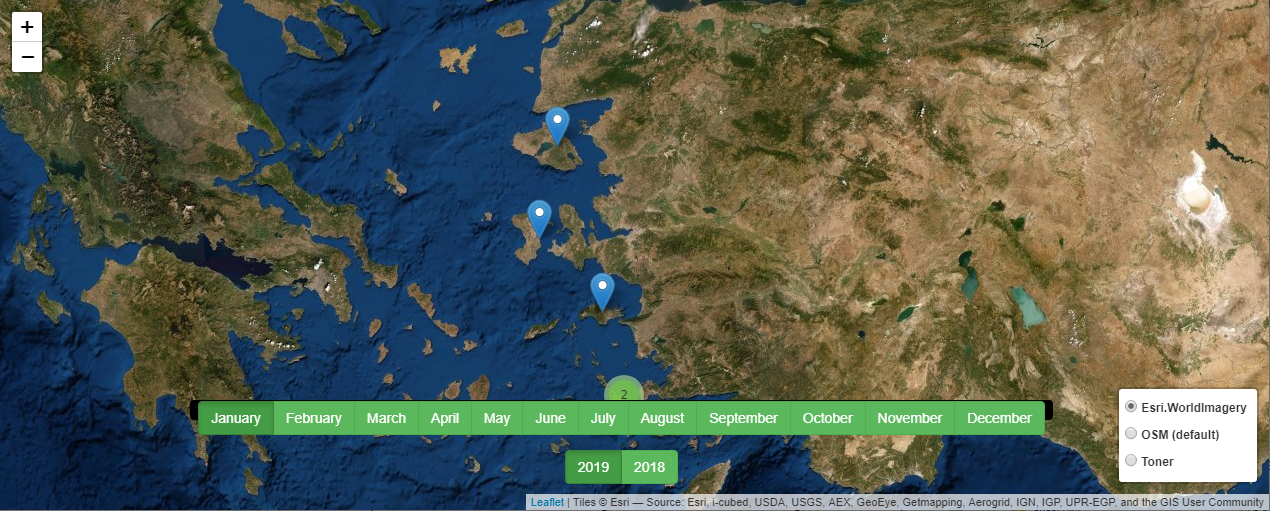 +
−
2
January February March April May June July August September October November December
2019 2018
Esri.WorldImagery
OSM (default)
Toner
Leaflet | Tiles © Esri — Source: Esri, i-cubed, USDA, USGS, AEX, GeoEye, Getmapping, Aerogrid, IGN, IGP, UPR-EGP, and the GIS User Community